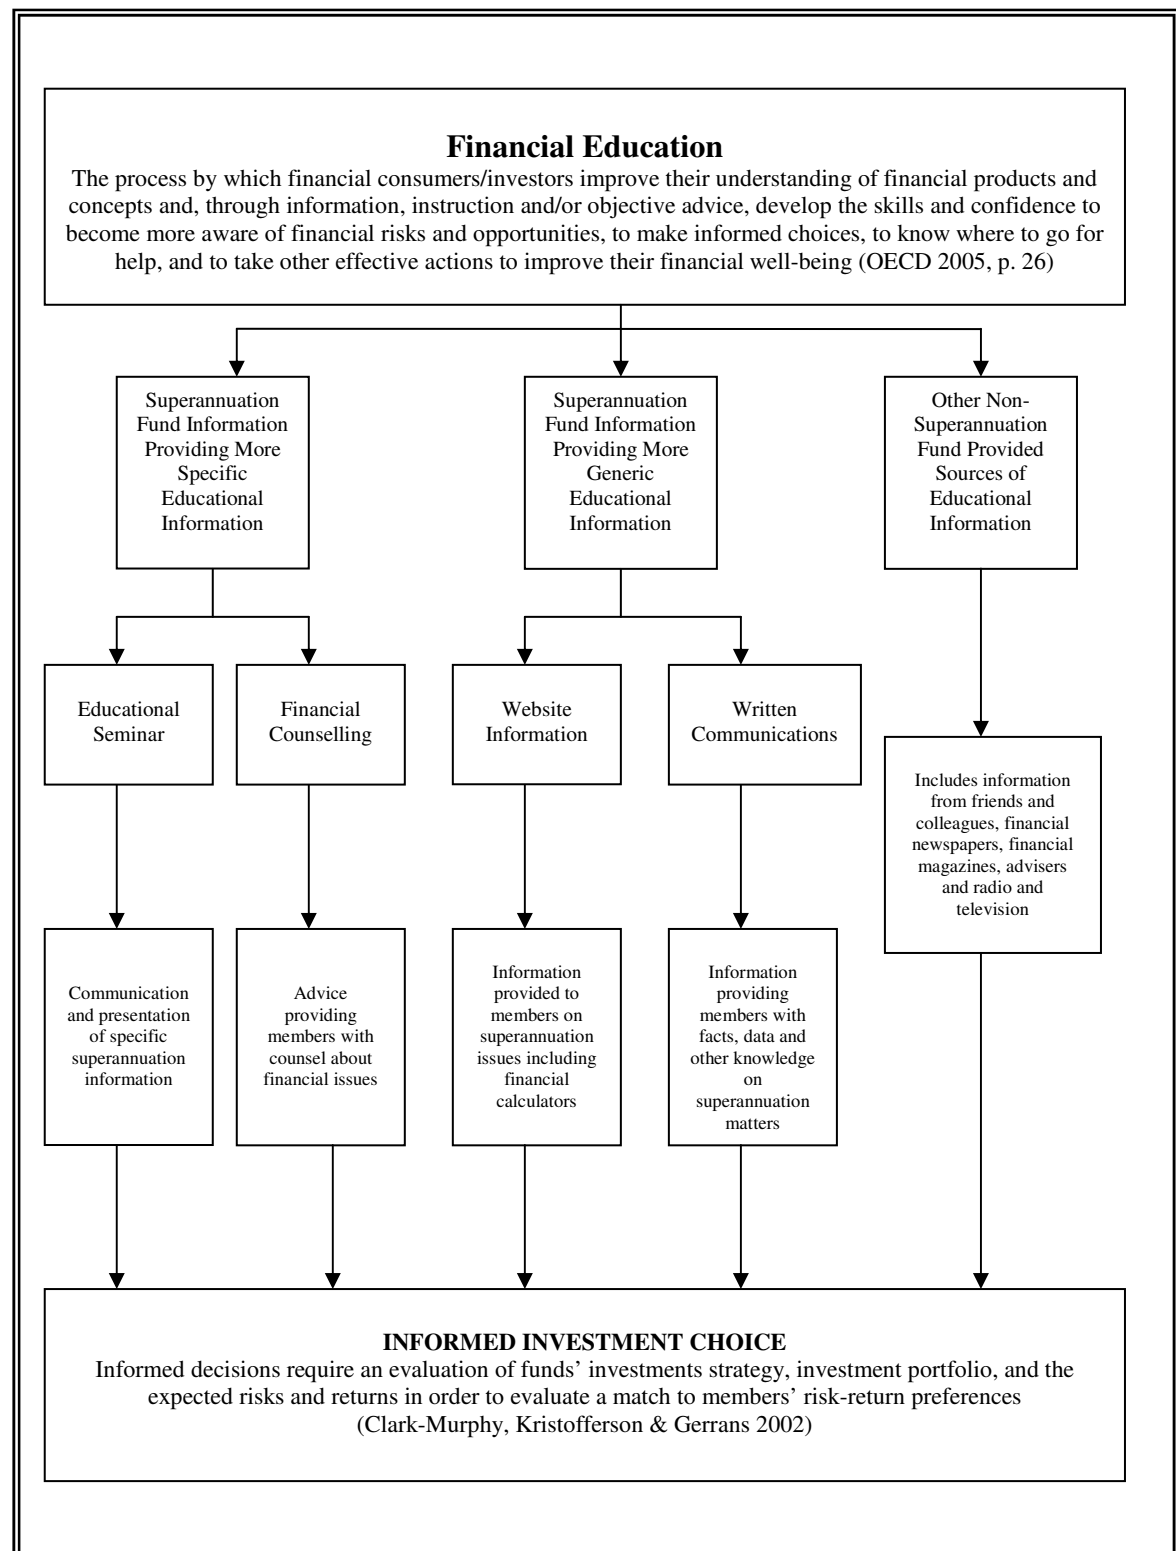 Financial Education
The process by which financial consumers/investors improve their understanding of financial products and
concepts and, through information, instruction and/or objective advice, develop the skills and confidence to
become more aware of financial risks and opportunities, to make informed choices, to know where to go for
help, and to take other effective actions to improve their financial well-being (OECD 2005, p. 26)
Superannuation
Fund Information
Providing More
Specific
Educational
Information
Superannuation
Fund Information
Providing More
Generic
Educational
Information
Other Non-
Superannuation
Fund Provided
Sources of
Educational
Information
Educational
Seminar
Financial
Counselling
Website
Information
Written
Communications
Includes information
from friends and
colleagues, financial
newspapers, financial
magazines, advisers
and radio and
television
Communication
and presentation
of specific
superannuation
information
Advice
providing
members with
counsel about
financial issues
Information
provided to
members on
superannuation
issues including
financial
calculators
Information
providing
members with
facts, data and
other knowledge
on
superannuation
matters
INFORMED INVESTMENT CHOICE
Informed decisions require an evaluation of funds’ investments strategy, investment portfolio, and the
expected risks and returns in order to evaluate a match to members’ risk-return preferences
(Clark-Murphy, Kristofferson & Gerrans 2002)